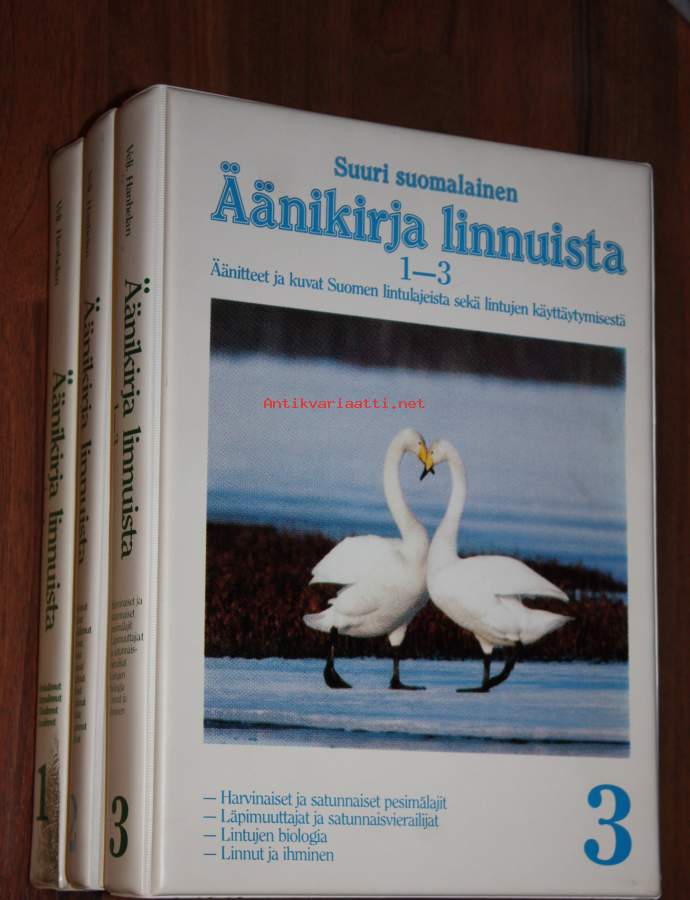 Suuri suomalainen
Äänikirja linnuista
1—3
Äänitteet ja kuvat Suomen lintulajeista sekä lintujen käyttäytymisestä
Antikvariaatti.net
— Harvinaiset ja satunnaiset pesimälajit
— Läpimuuttajat ja satunnaisvierailijat
— Lintujen biologia
— Linnut ja ihminen
3
Äänikirja linnuista
1
Äänikirja linnuista
2
Äänikirja linnuista
3